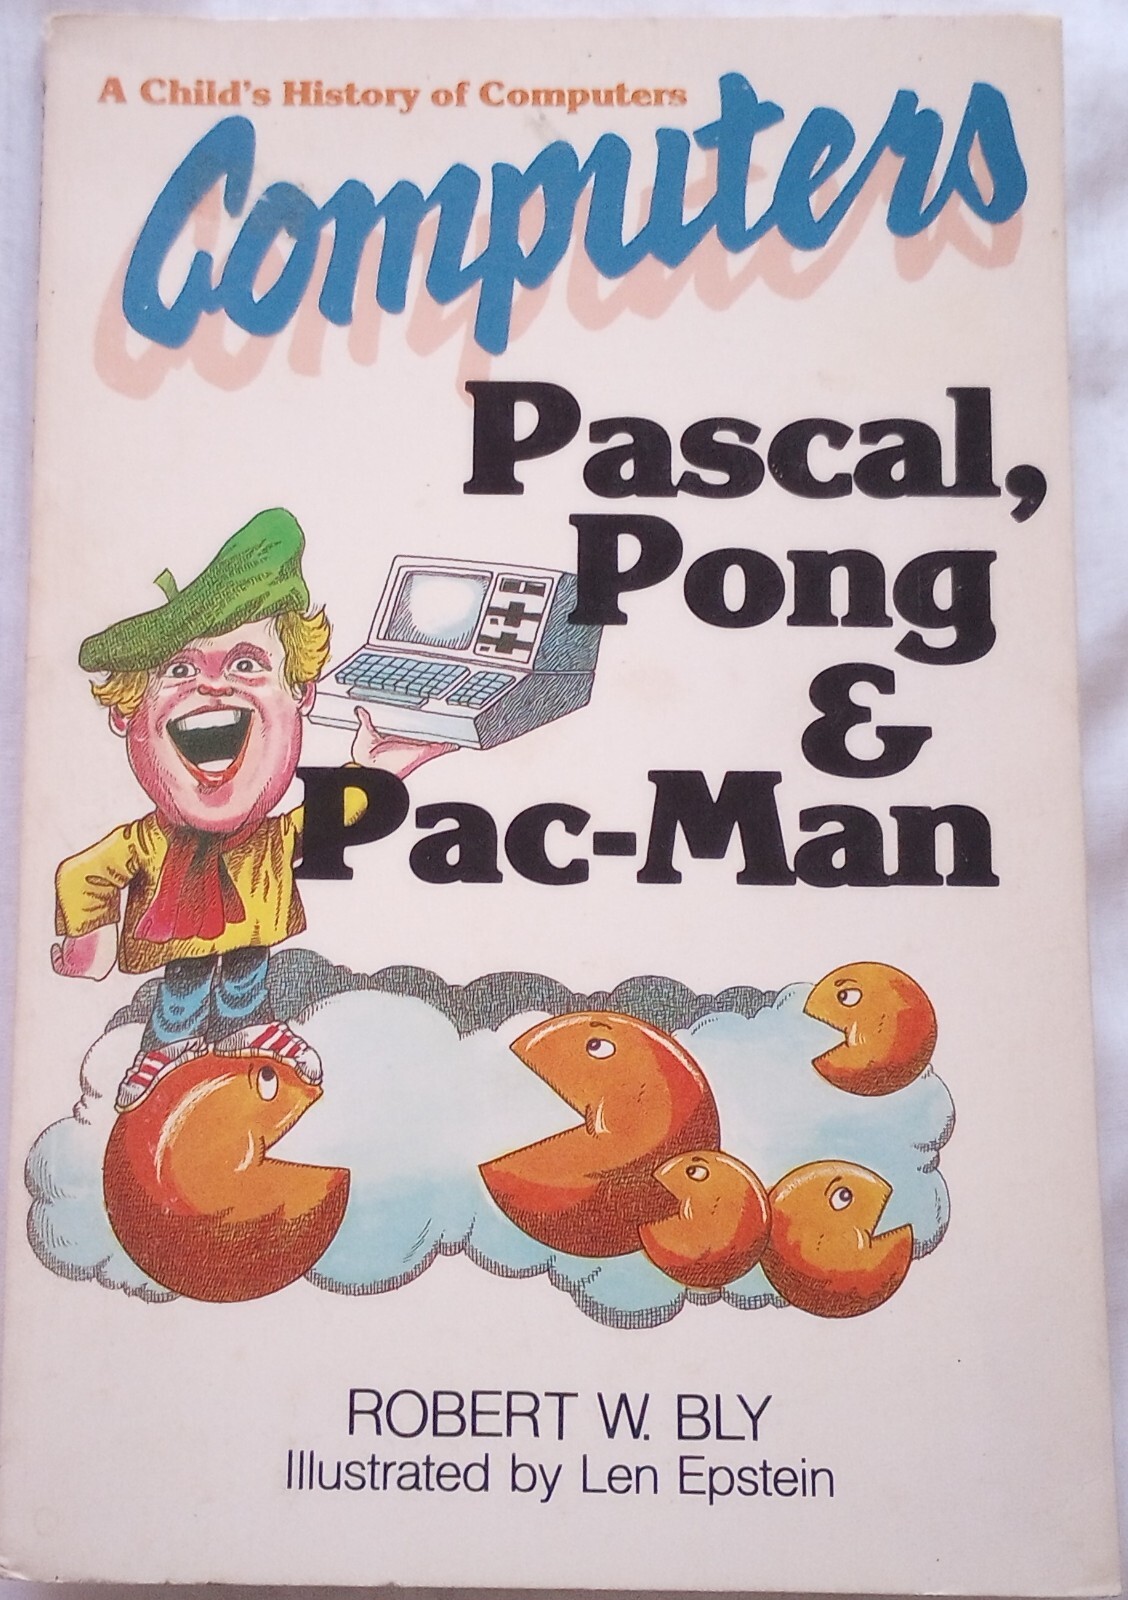 A Child's History of Computers
Computers
Pascal,
Pong
&
Pac-Man
ROBERT W. BLY
Illustrated by Len Epstein